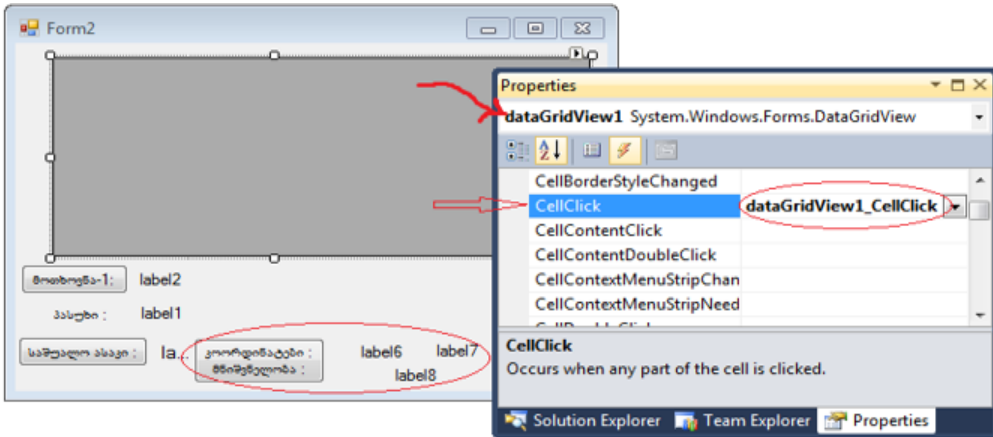 Form2
Properties
dataGridView1 System.Windows.Forms.DataGridView
CellBorderStyleChanged
CellClick dataGridView1_CellClick
CellContentClick
CellContentDoubleClick
CellContextMenuStripChan
CellContextMenuStripNeed
მოთხოვნა-1: label2
პასუხი : label1
საშუალო ასაკი : la...
კოორდინატები :
მნიშვნელობა :
label6 label7
label8
CellClick
Occurs when any part of the cell is clicked.
Solution Explorer Team Explorer Properties